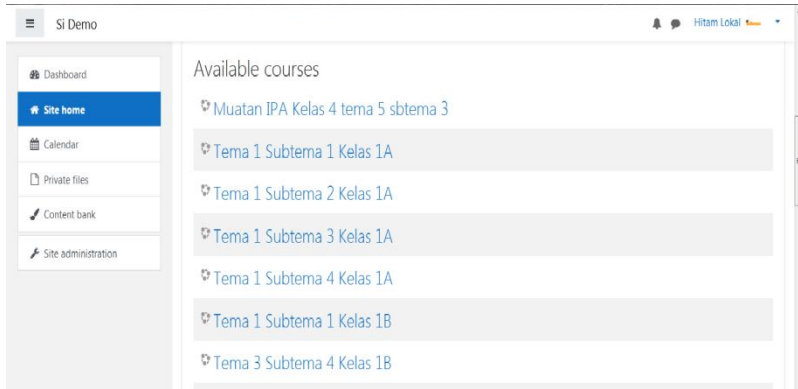 Si Demo
Hitam Lokal
Dashboard
Site home
Calendar
Private files
Content bank
Site administration
Available courses
Muatan IPA Kelas 4 tema 5 sbtema 3
Tema 1 Subtema 1 Kelas 1A
Tema 1 Subtema 2 Kelas 1A
Tema 1 Subtema 3 Kelas 1A
Tema 1 Subtema 4 Kelas 1A
Tema 1 Subtema 1 Kelas 1B
Tema 3 Subtema 4 Kelas 1B